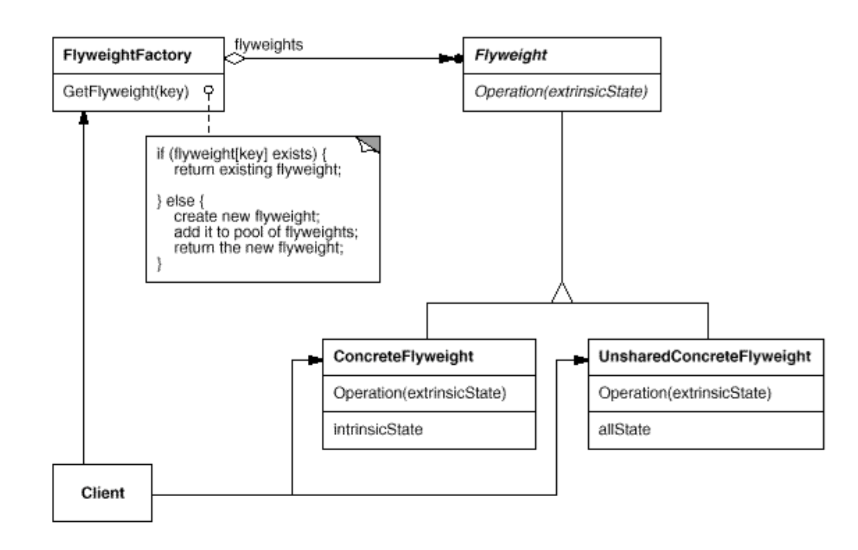 flyweights
FlyweightFactory
GetFlyweight(key)
Flyweight
Operation(extrinsicState)
if (flyweight[key] exists) {
return existing flyweight;
} else {
create new flyweight;
add it to pool of flyweights;
return the new flyweight;
}
ConcreteFlyweight
Operation(extrinsicState)
intrinsicState
UnsharedConcreteFlyweight
Operation(extrinsicState)
allState
Client